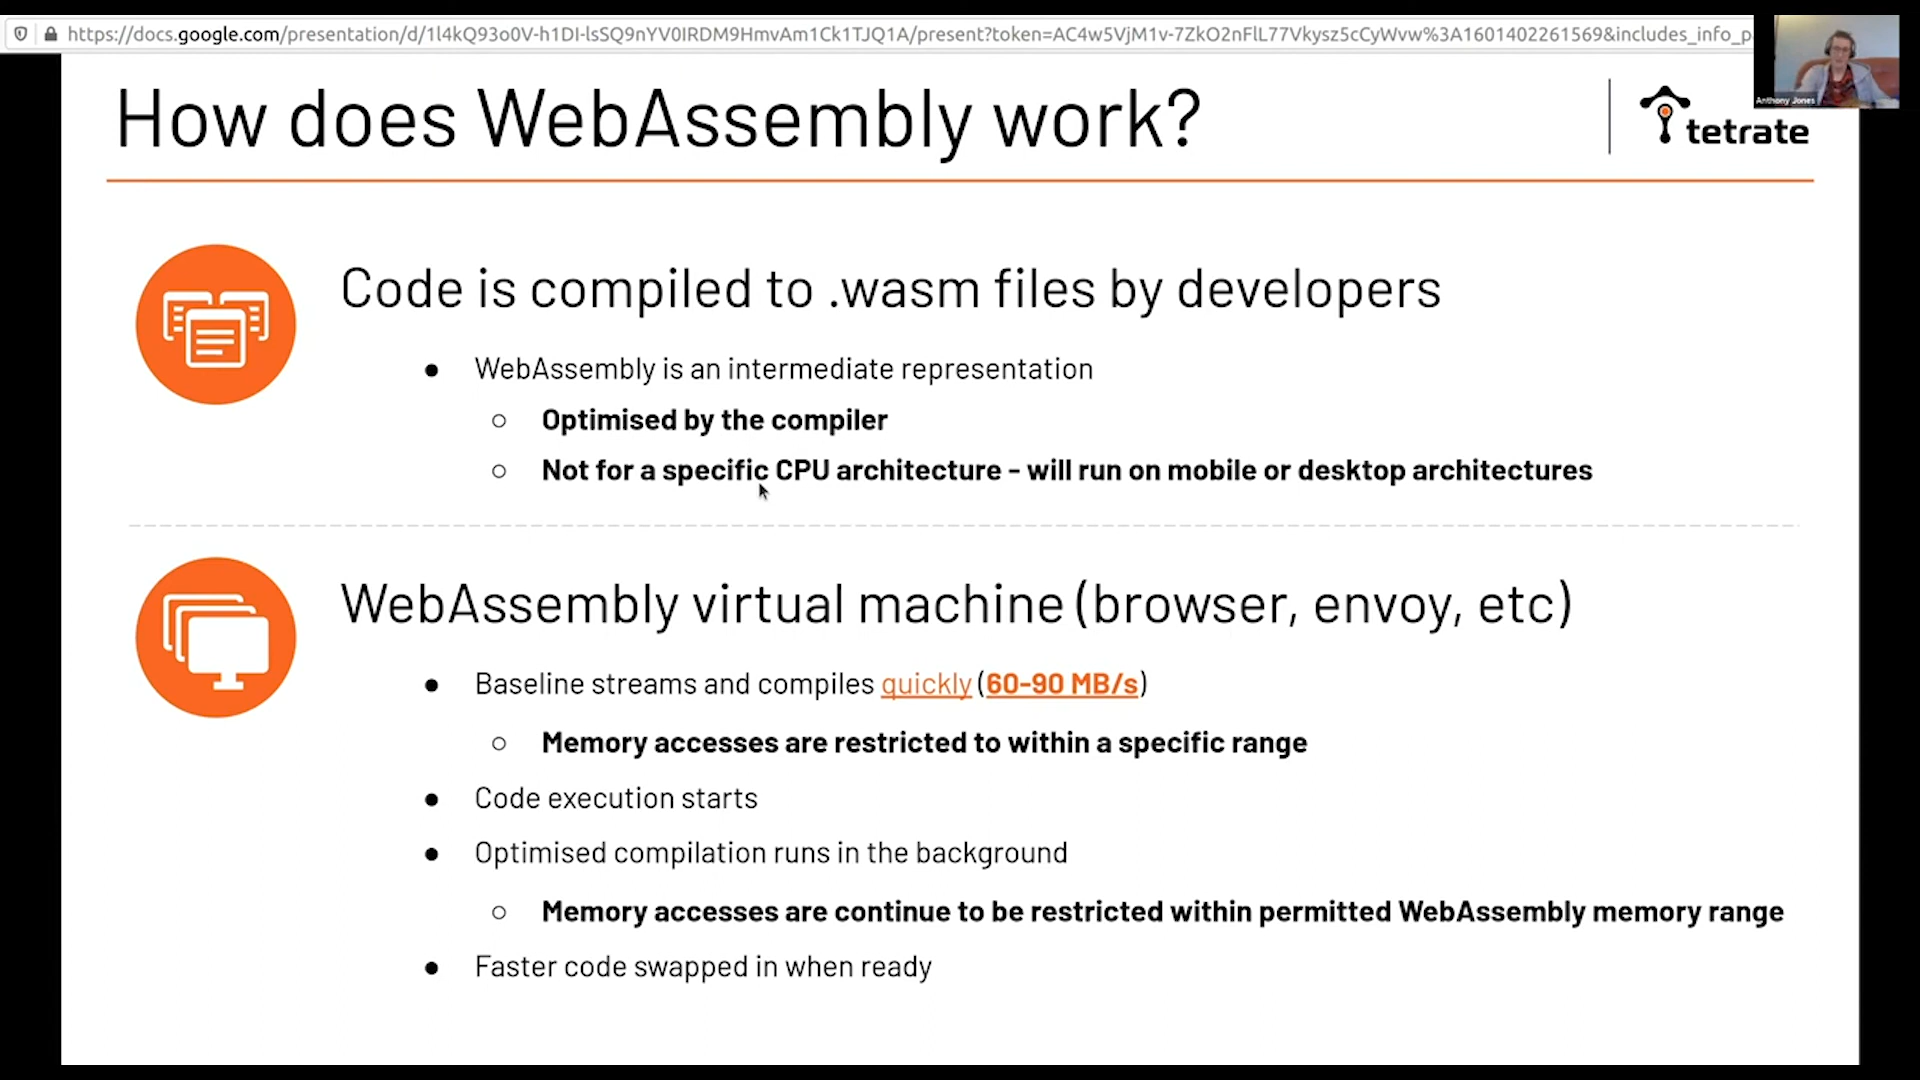 https://docs.google.com/presentation/d/1l4kQ93o0V-h1DI-lsSQ9nYV0IRDM9HmvAm1Ck1TJQ1A/present?token=AC4w5VjM1v-7ZkO2nFlL77Vkysz5cCyWvw%3A1601402261569&includes_info_p
Anthony Jones
How does WebAssembly work?
tetrate
Code is compiled to .wasm files by developers
● WebAssembly is an intermediate representation
○ Optimised by the compiler
○ Not for a specific CPU architecture - will run on mobile or desktop architectures
WebAssembly virtual machine (browser, envoy, etc)
● Baseline streams and compiles quickly (60-90 MB/s)
○ Memory accesses are restricted to within a specific range
● Code execution starts
● Optimised compilation runs in the background
○ Memory accesses are continue to be restricted within permitted WebAssembly memory range
● Faster code swapped in when ready